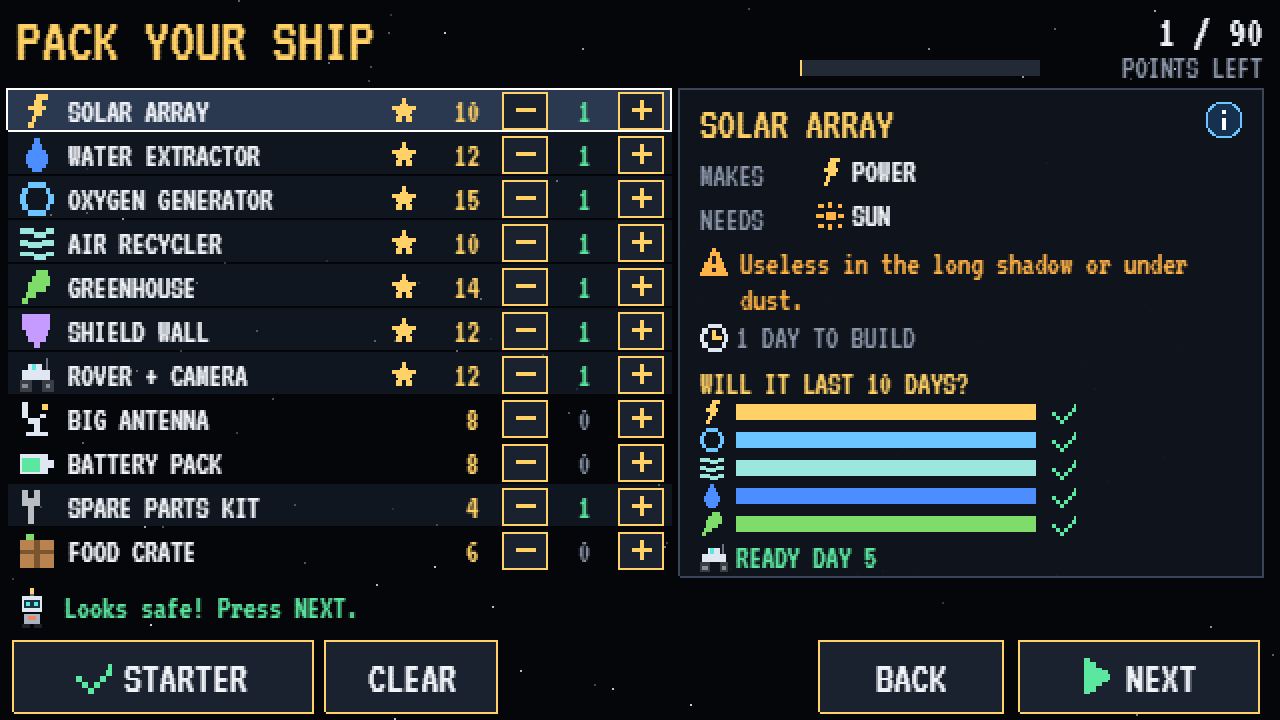 PACK YOUR SHIP
1 / 90
POINTS LEFT
SOLAR ARRAY 10 1
WATER EXTRACTOR 12 1
OXYGEN GENERATOR 15 1
AIR RECYCLER 10 1
GREENHOUSE 14 1
SHIELD WALL 12 1
ROVER + CAMERA 12 1
BIG ANTENNA 8 0
BATTERY PACK 8 0
SPARE PARTS KIT 4 1
FOOD CRATE 6 0
SOLAR ARRAY
MAKES POWER
NEEDS SUN
Useless in the long shadow or under
dust.
1 DAY TO BUILD
WILL IT LAST 10 DAYS?
READY DAY 5
Looks safe! Press NEXT.
STARTER
CLEAR
BACK
NEXT